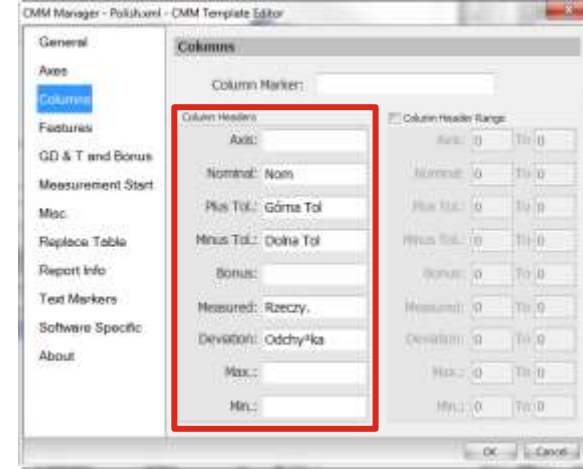 CMM Manager - Polish.xml - CMM Template Editor
General
Axes
Columns
Features
GD & T and Bonus
Measurement Start
Misc.
Replace Table
Report Info
Text Markers
Software Specific
About
Columns
Column Marker:
Column Headers
Axis:
Nominal: Nom
Plus Tol.: Górna Tol
Minus Tol.: Dolna Tol
Bonus:
Measured: Rzeczy.
Deviation: Odchy³ka
Max.:
Min.:
Column Header Range
Axis: 0 To 0
Nominal: 0 To 0
Plus Tol.: 0 To 0
Minus Tol.: 0 To 0
Bonus: 0 To 0
Measured: 0 To 0
Deviation: 0 To 0
Max.: 0 To 0
Min.: 0 To 0
OK Cancel